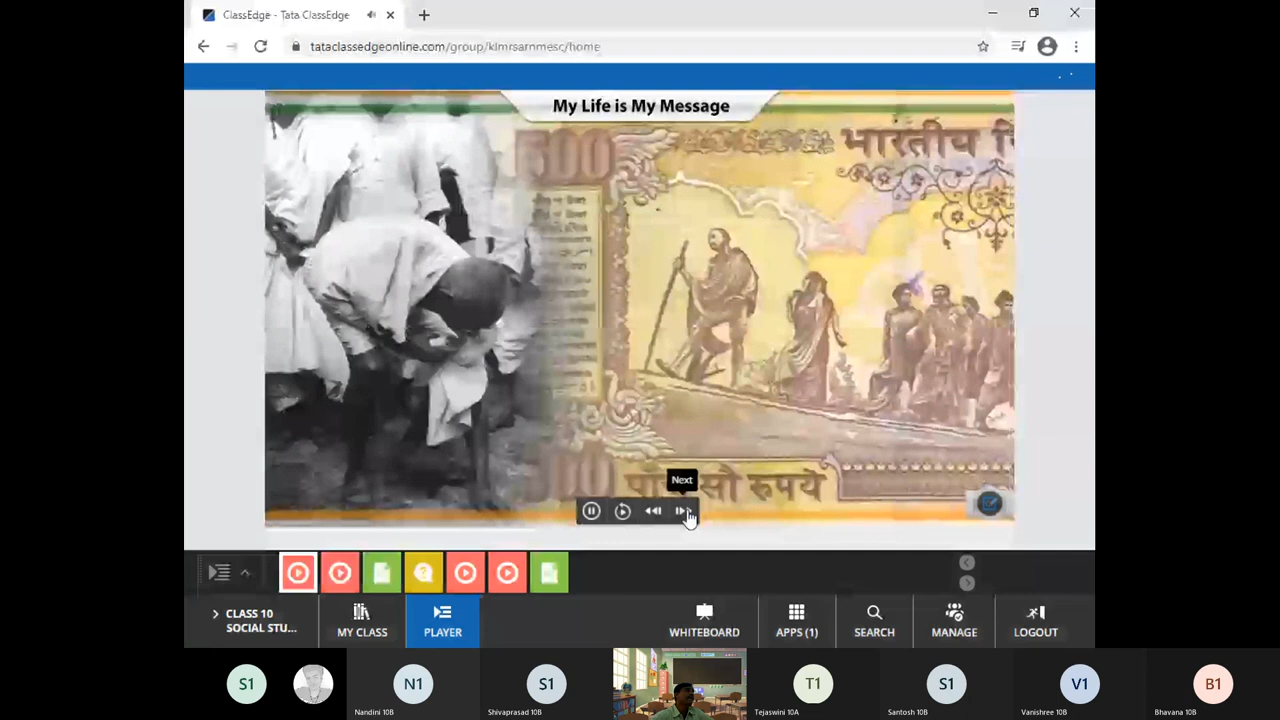 ClassEdge - Tata ClassEdge
tataclassedgeonline.com/group/klmrsarnmesc/home
My Life is My Message
500
भारतीय
रुपये
Next
CLASS 10
SOCIAL STU...
MY CLASS
PLAYER
WHITEBOARD
APPS (1)
SEARCH
MANAGE
LOGOUT
S1
N1
S1
T1
S1
V1
B1
Nandini 10B
Shivaprasad 10B
Tejaswini 10A
Santosh 10B
Vanishree 10B
Bhavana 10B